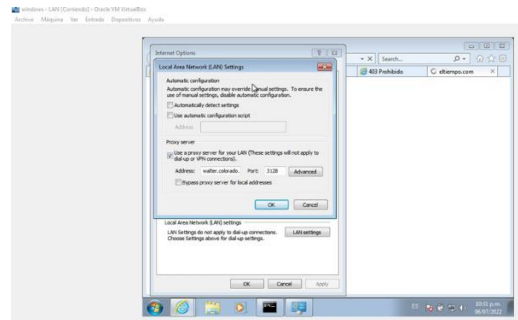 windows - LAN [Corriendo] - Oracle VM VirtualBox
Archivo Máquina Ver Entrada Dispositivos Ayuda
Internet Options
Local Area Network (LAN) Settings
Search...
403 Prohibido
eltiempo.com
Automatic configuration
Automatic configuration may override manual settings. To ensure the
use of manual settings, disable automatic configuration.
Automatically detect settings
Use automatic configuration script
Address
Proxy server
Use a proxy server for your LAN (These settings will not apply to
dial-up or VPN connections).
Address: walter.colorado. Port: 3128 Advanced
Bypass proxy server for local addresses
OK Cancel
Local Area Network (LAN) settings
LAN Settings do not apply to dial-up connections.
Choose Settings above for dial-up settings.
LAN settings
OK Cancel Apply
ES
p.m.
06/07/2022